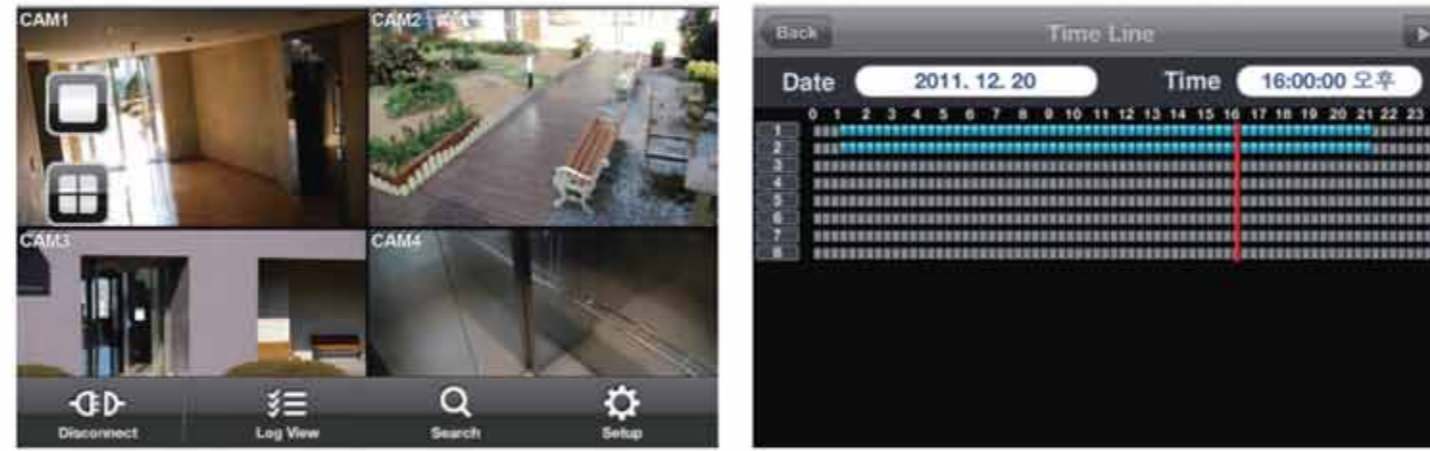 CAM1
CAM2
CAM3
CAM4
Disconnect
Log View
Search
Setup
Back
Time Line
Date
2011. 12. 20
Time
16:00:00 오후
0 1 2 3 4 5 6 7 8 9 10 11 12 13 14 15 16 17 18 19 20 21 22 23
1
2
3
4
5
6
7
8